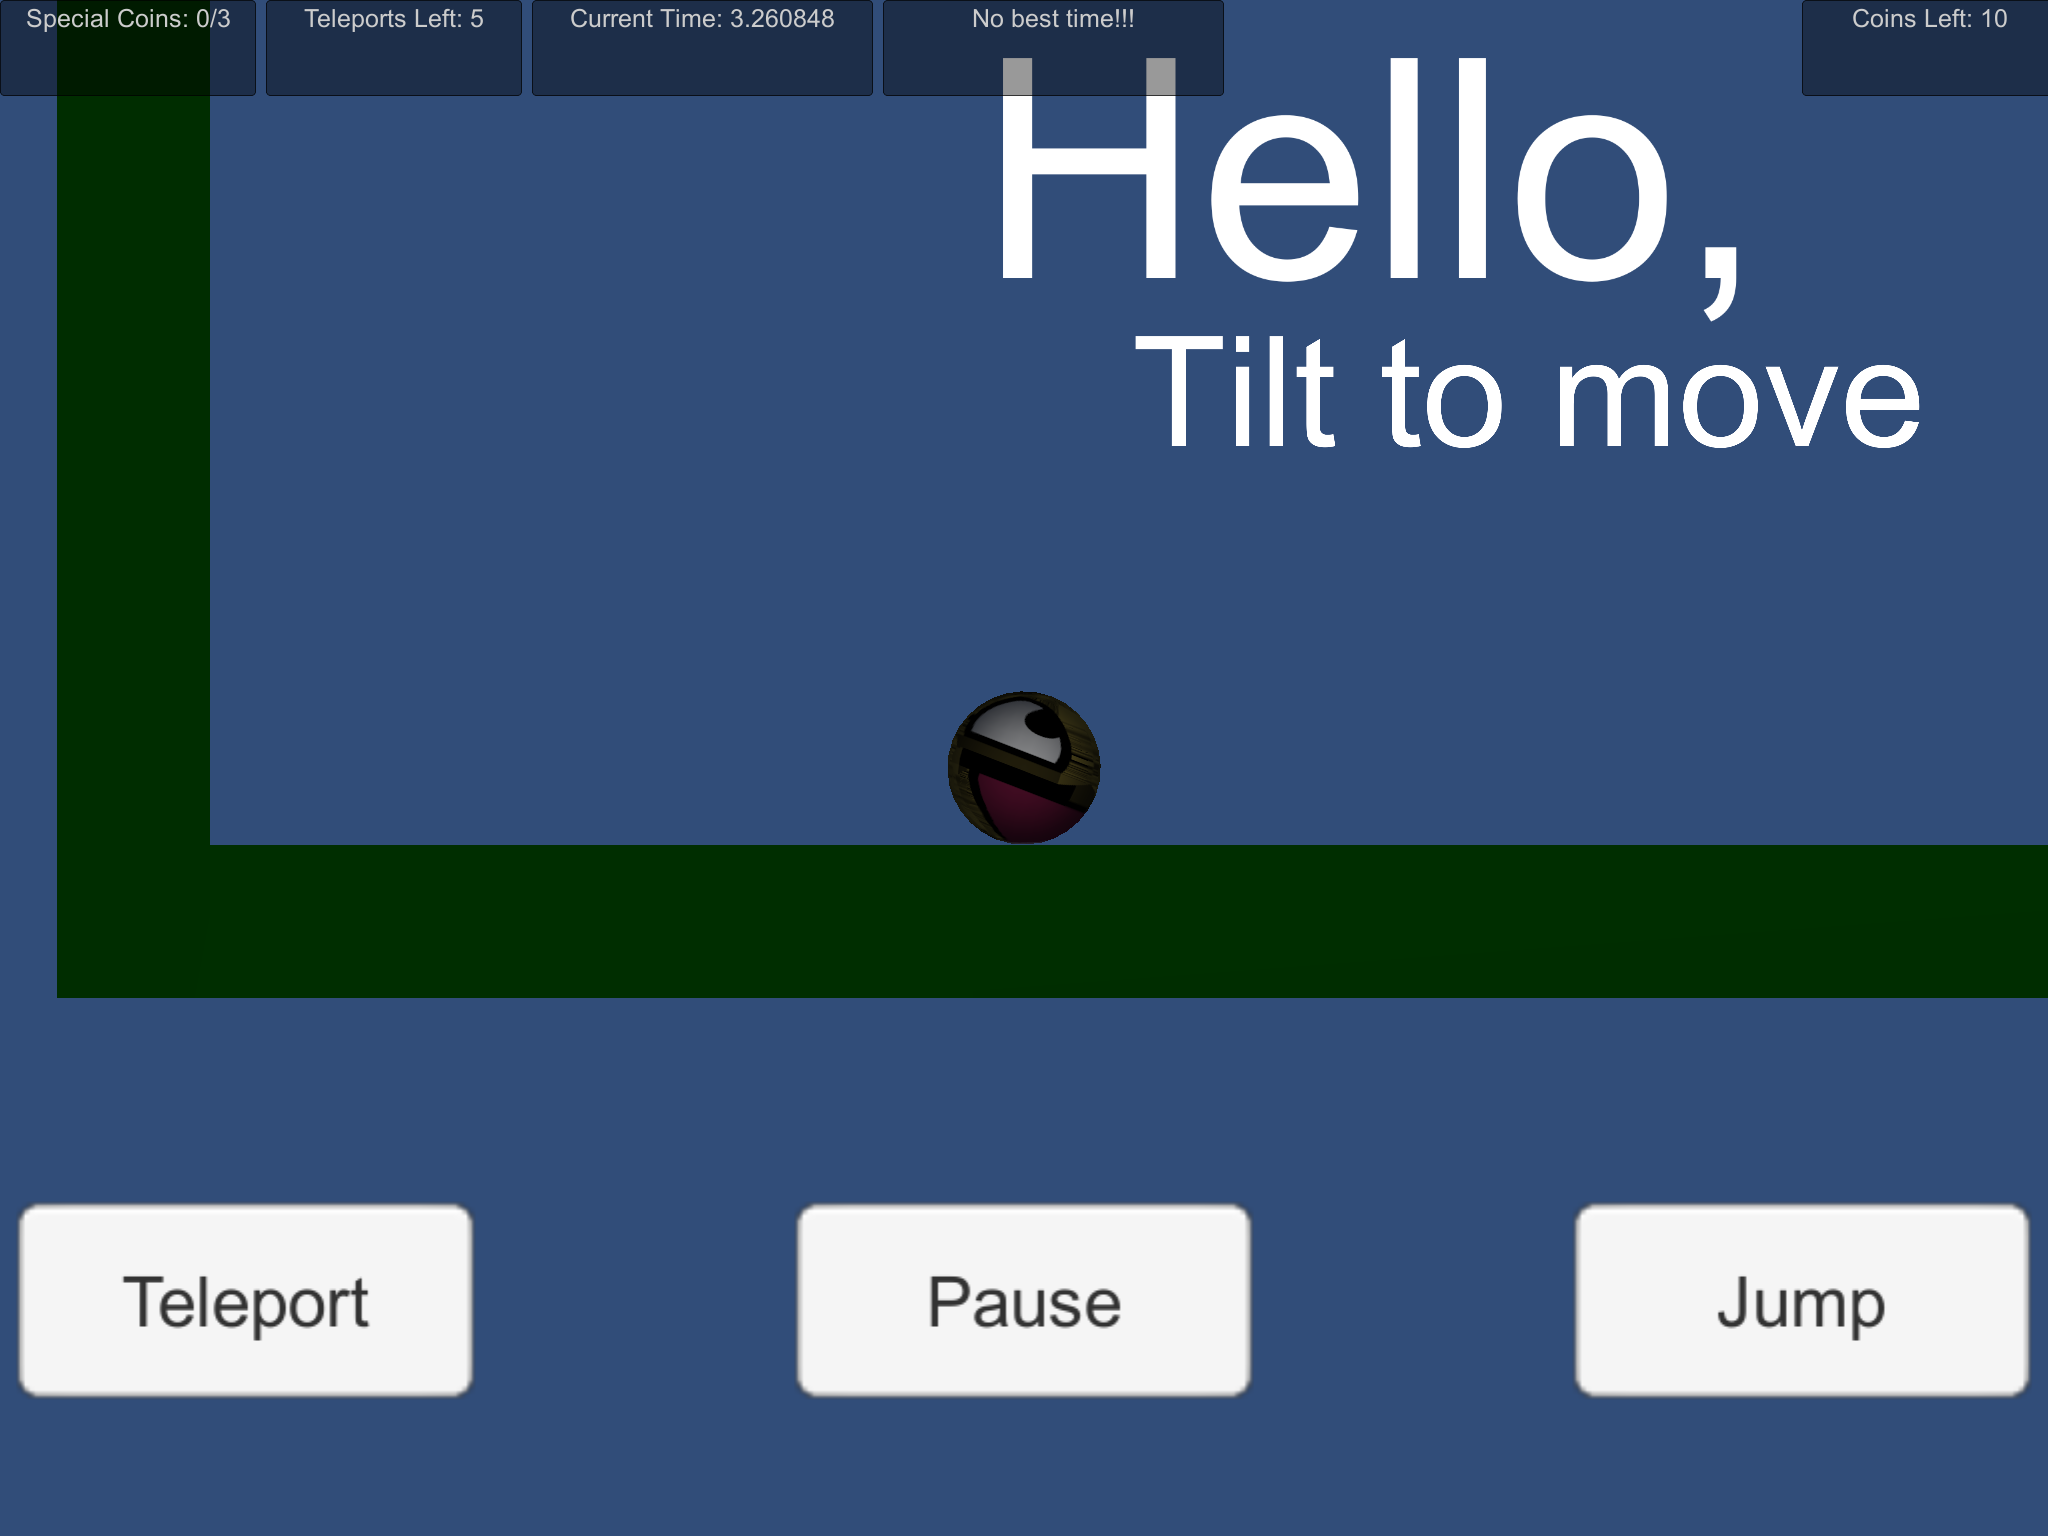 Special Coins: 0/3
Teleports Left: 5
Current Time: 3.260848
No best time!!!
Coins Left: 10
Hello,
Tilt to move
Teleport
Pause
Jump